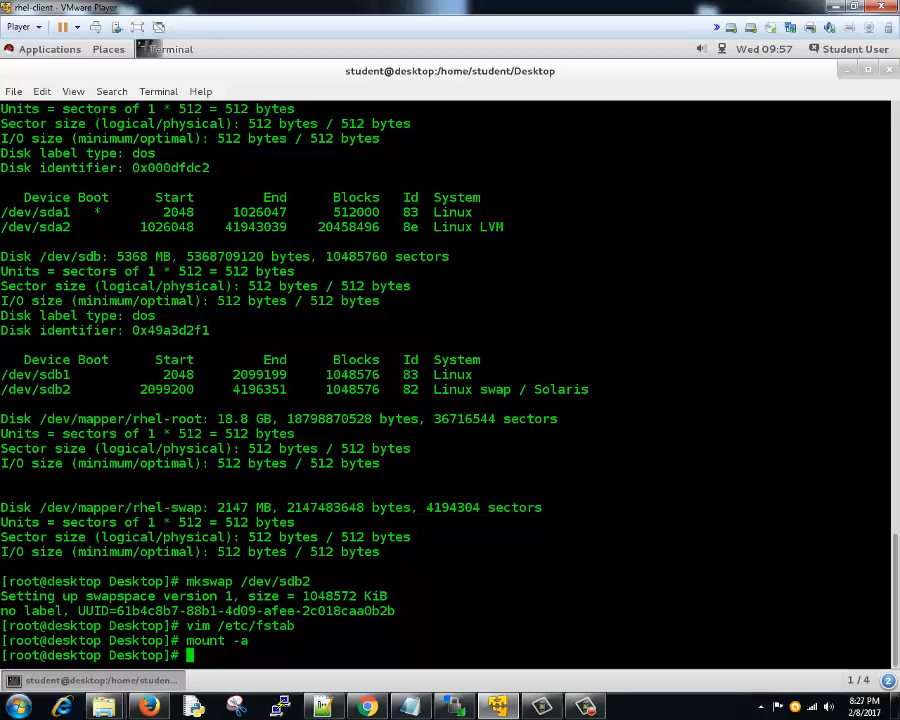 rhel-client - VMware Player
Player
Applications Places Terminal Wed 09:57 Student User
student@desktop:/home/student/Desktop
File Edit View Search Terminal Help
Units = sectors of 1 * 512 = 512 bytes
Sector size (logical/physical): 512 bytes / 512 bytes
I/O size (minimum/optimal): 512 bytes / 512 bytes
Disk label type: dos
Disk identifier: 0x000dfdc2
Device Boot Start End Blocks Id System
/dev/sda1 * 2048 1026047 512000 83 Linux
/dev/sda2 1026048 41943039 20458496 8e Linux LVM
Disk /dev/sdb: 5368 MB, 5368709120 bytes, 10485760 sectors
Units = sectors of 1 * 512 = 512 bytes
Sector size (logical/physical): 512 bytes / 512 bytes
I/O size (minimum/optimal): 512 bytes / 512 bytes
Disk label type: dos
Disk identifier: 0x49a3d2f1
Device Boot Start End Blocks Id System
/dev/sdb1 2048 2099199 1048576 83 Linux
/dev/sdb2 2099200 4196351 1048576 82 Linux swap / Solaris
Disk /dev/mapper/rhel-root: 18.8 GB, 18798870528 bytes, 36716544 sectors
Units = sectors of 1 * 512 = 512 bytes
Sector size (logical/physical): 512 bytes / 512 bytes
I/O size (minimum/optimal): 512 bytes / 512 bytes
Disk /dev/mapper/rhel-swap: 2147 MB, 2147483648 bytes, 4194304 sectors
Units = sectors of 1 * 512 = 512 bytes
Sector size (logical/physical): 512 bytes / 512 bytes
I/O size (minimum/optimal): 512 bytes / 512 bytes
[root@desktop Desktop]# mkswap /dev/sdb2
Setting up swapspace version 1, size = 1048572 KiB
no label, UUID=61b4c8b7-88b1-4d09-afee-2c018caa0b2b
[root@desktop Desktop]# vim /etc/fstab
[root@desktop Desktop]# mount -a
[root@desktop Desktop]#
student@desktop:/home/studen... 1 / 4 2
8:27 PM
2/8/2017